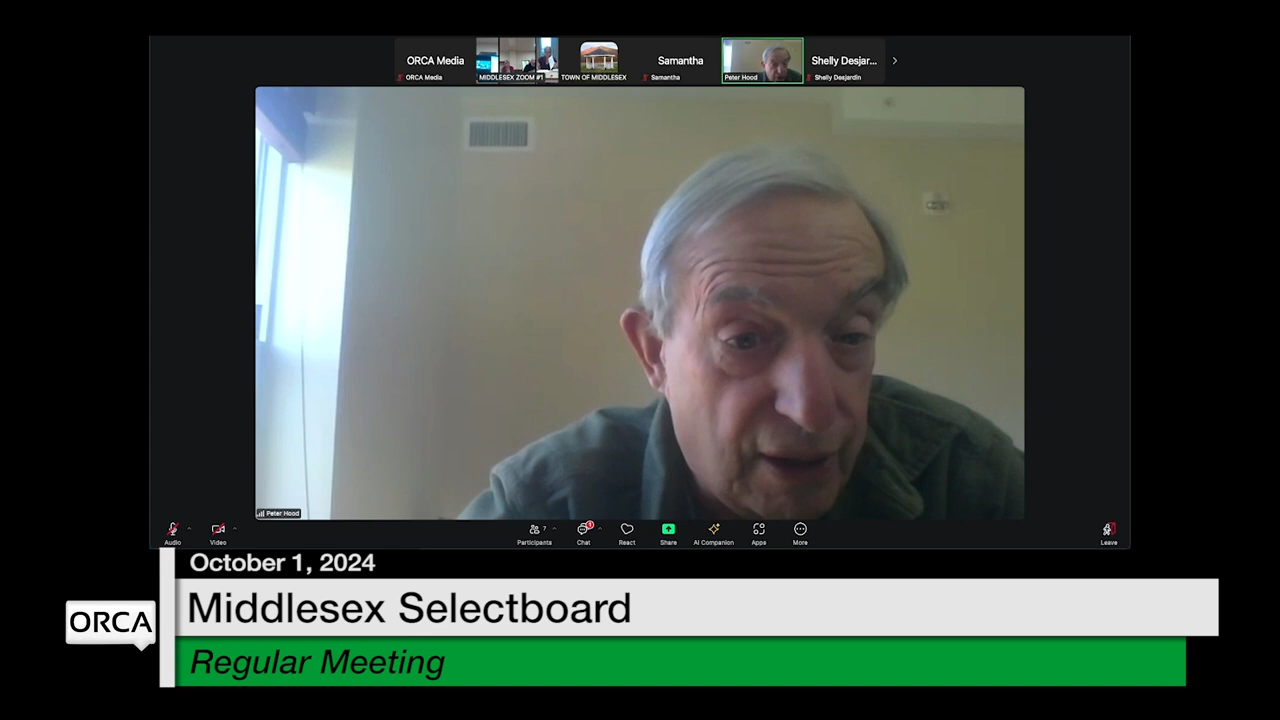 ORCA Media
Samantha
Shelly Desjar...
ORCA Media
MIDDLESEX ZOOM #1
TOWN OF MIDDLESEX
Samantha
Peter Hood
Shelly Desjardin
Peter Hood
7
1
Audio
Video
Participants
Chat
React
Share
AI Companion
Apps
More
Leave
October 1, 2024
Middlesex Selectboard
ORCA
Regular Meeting